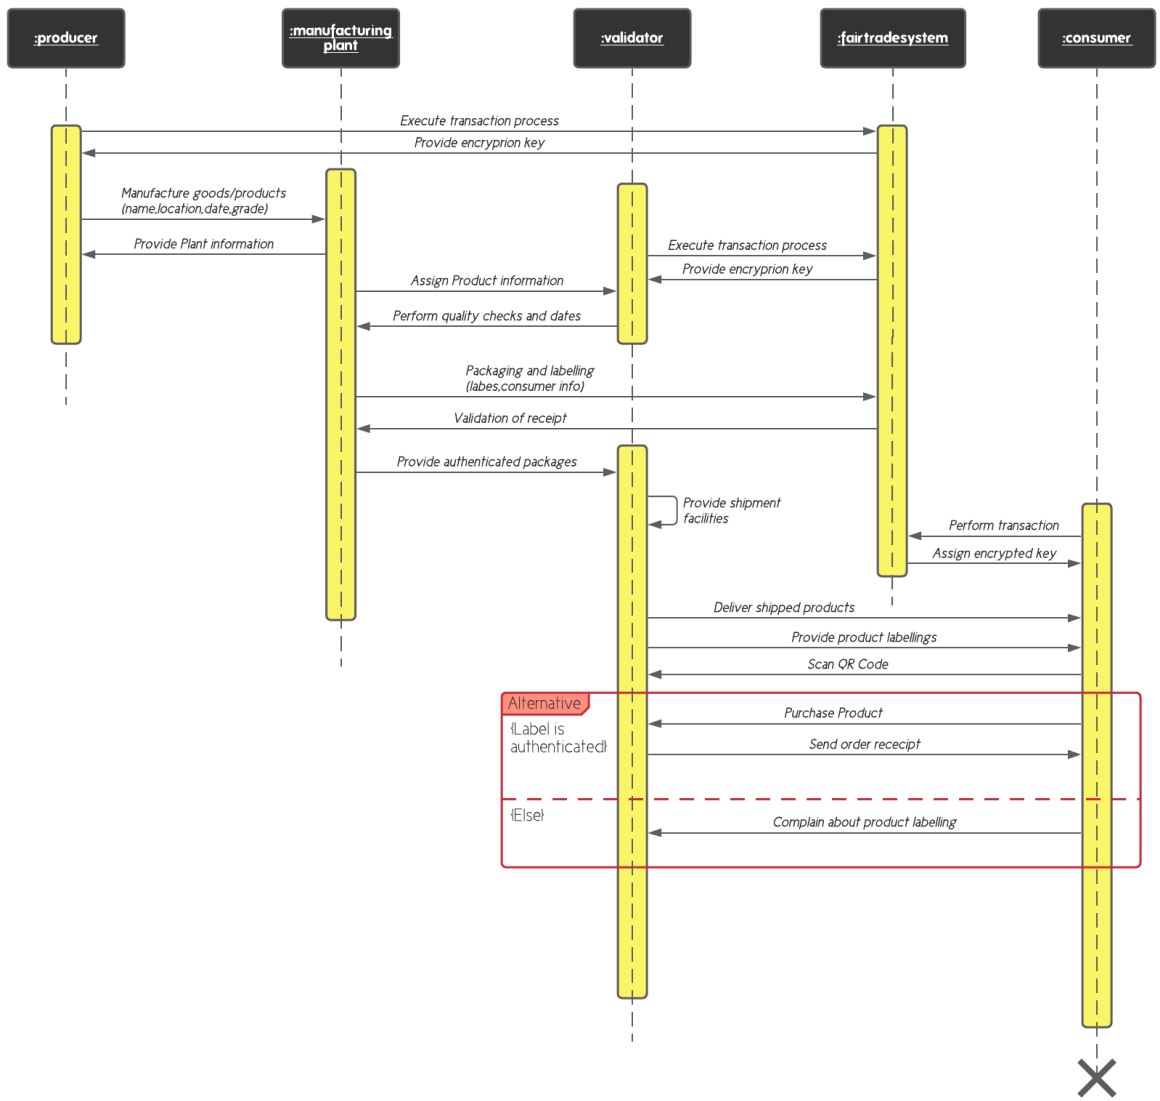 :producer
:manufacturing
plant
:validator
:fairtradesystem
:consumer
Execute transaction process
Provide encryprion key
Manufacture goods/products
(name,location,date,grade)
Provide Plant information
Execute transaction process
Provide encryprion key
Assign Product information
Perform quality checks and dates
Packaging and labelling
(labes,consumer info)
Validation of receipt
Provide authenticated packages
Provide shipment
facilities
Perform transaction
Assign encrypted key
Deliver shipped products
Provide product labellings
Scan QR Code
Alternative
{Label is
authenticated}
Purchase Product
Send order rececipt
{Else}
Complain about product labelling